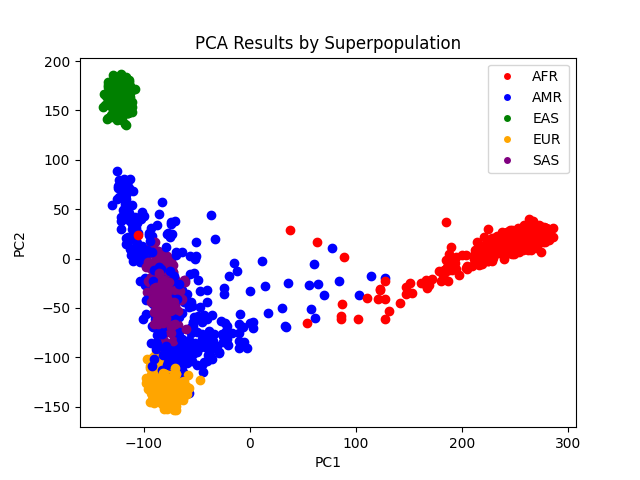 PCA Results by Superpopulation
AFR
AMR
EAS
EUR
SAS
200
150
100
50
0
−50
−100
−150
PC2
−100
0
100
200
300
PC1